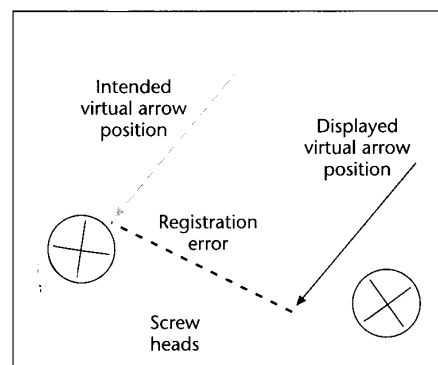 Intended
virtual arrow
position
Displayed
virtual arrow
position
Registration
error
Screw
heads